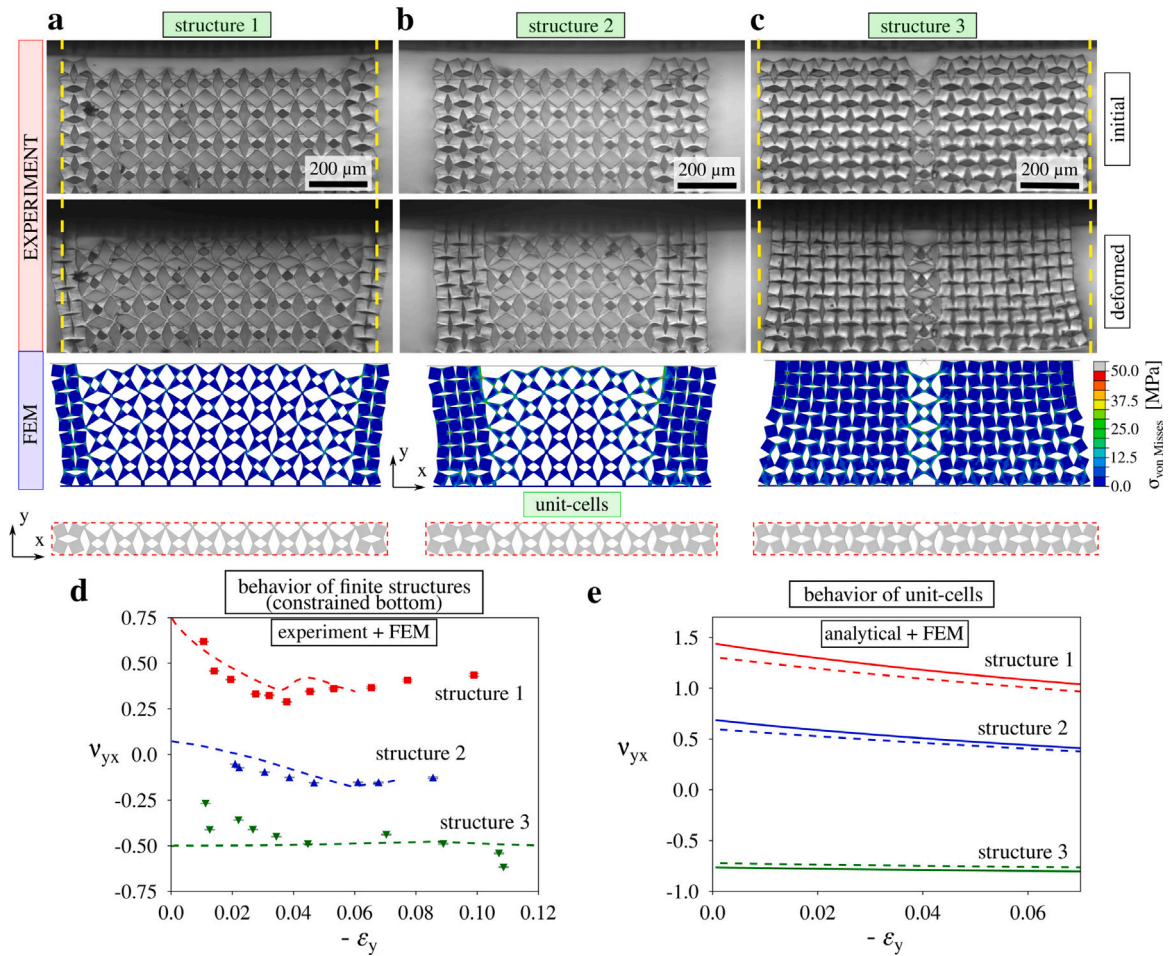 a
structure 1
b
structure 2
c
structure 3
EXPERIMENT
200 µm
200 µm
200 µm
initial
deformed
FEM
y
x
50.0
37.5
25.0
12.5
0.0
σvon Misses [MPa]
unit-cells
y
x
d
behavior of finite structures
(constrained bottom)
experiment + FEM
0.75
0.50
0.25
0.0
-0.25
-0.50
-0.75
νyx
structure 1
structure 2
structure 3
0.0 0.02 0.04 0.06 0.08 0.10 0.12
- εy
e
behavior of unit-cells
analytical + FEM
1.5
1.0
0.5
0.0
-0.5
-1.0
νyx
structure 1
structure 2
structure 3
0.0 0.02 0.04 0.06
- εy